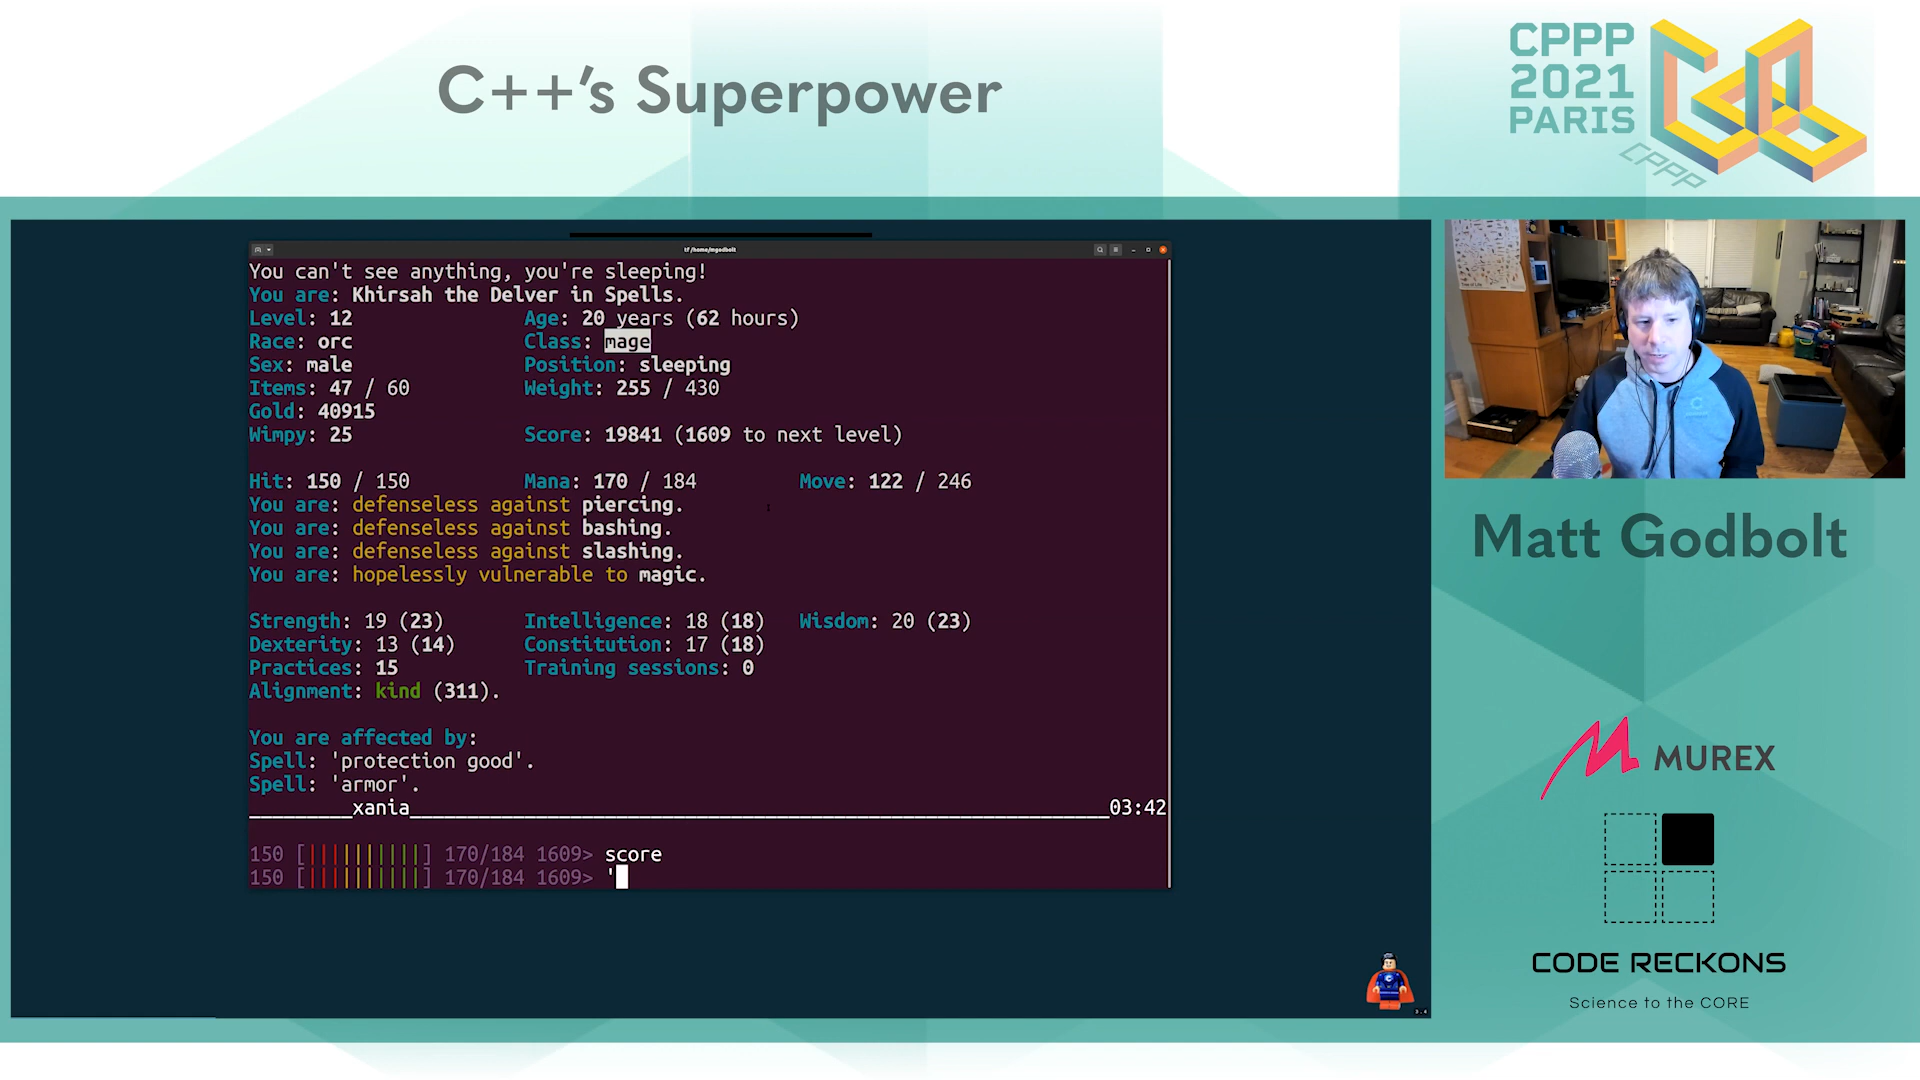 C++'s Superpower
CPPP
2021
PARIS
CPPP
tf /home/mgodbolt
You can't see anything, you're sleeping!
You are: Khirsah the Delver in Spells.
Level: 12 Age: 20 years (62 hours)
Race: orc Class: mage
Sex: male Position: sleeping
Items: 47 / 60 Weight: 255 / 430
Gold: 40915
Wimpy: 25 Score: 19841 (1609 to next level)
Hit: 150 / 150 Mana: 170 / 184 Move: 122 / 246
You are: defenseless against piercing.
You are: defenseless against bashing.
You are: defenseless against slashing.
You are: hopelessly vulnerable to magic.
Strength: 19 (23) Intelligence: 18 (18) Wisdom: 20 (23)
Dexterity: 13 (14) Constitution: 17 (18)
Practices: 15 Training sessions: 0
Alignment: kind (311).
You are affected by:
Spell: 'protection good'.
Spell: 'armor'.
_________xania_____________________________________________________________03:42
150 [||||||||||] 170/184 1609> score
150 [||||||||||] 170/184 1609> '
Matt Godbolt
MUREX
CODE RECKONS
Science to the CORE